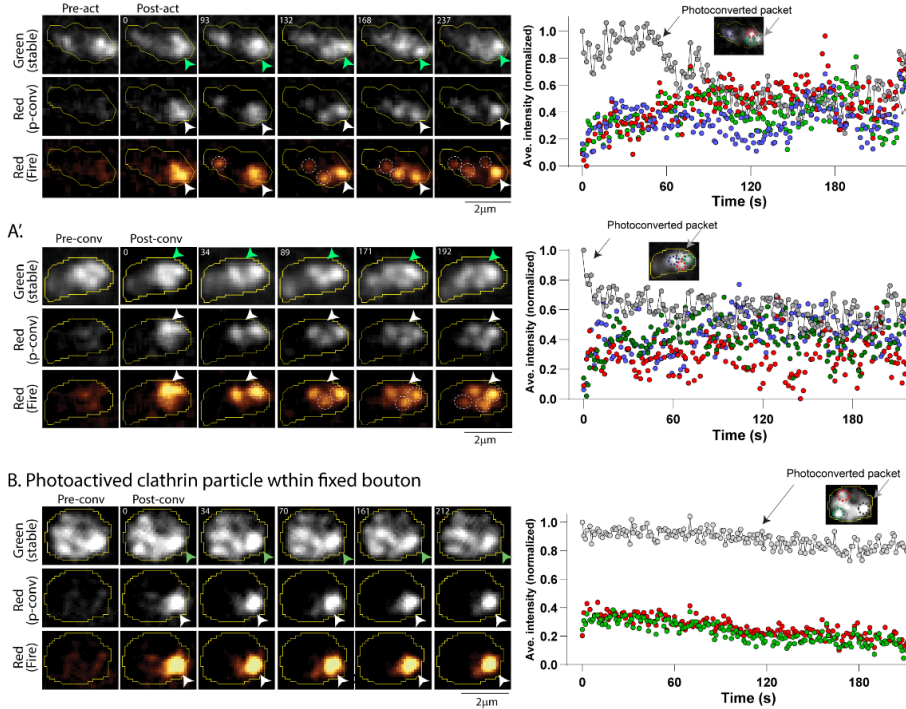 Pre-act Post-act
Green (stable)
0 93 132 168 237
Red (p-conv)
Red (Fire)
2μm
Photoconverted packet
Ave. intensity (normalized)
1.0
0.8
0.6
0.4
0.2
0.0
0 60 120 180
Time (s)
A'.
Pre-conv Post-conv
Green (stable)
0 34 89 171 192
Red (p-conv)
Red (Fire)
2μm
Photoconverted packet
Ave. intensity (normalized)
1.0
0.8
0.6
0.4
0.2
0.0
0 60 120 180
Time (s)
B. Photoactived clathrin particle wthin fixed bouton
Pre-conv Post-conv
Green (stable)
0 34 70 161 212
Red (p-conv)
Red (Fire)
2μm
Photoconverted packet
Ave. intensity (normalized)
1.0
0.8
0.6
0.4
0.2
0.0
0 60 120 180
Time (s)